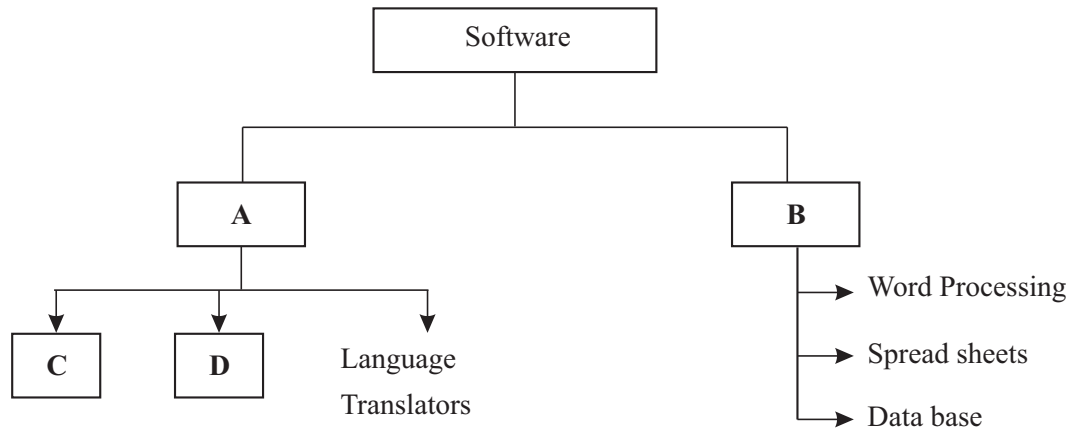 Software
A
B
C
D
Language
Translators
Word Processing
Spread sheets
Data base